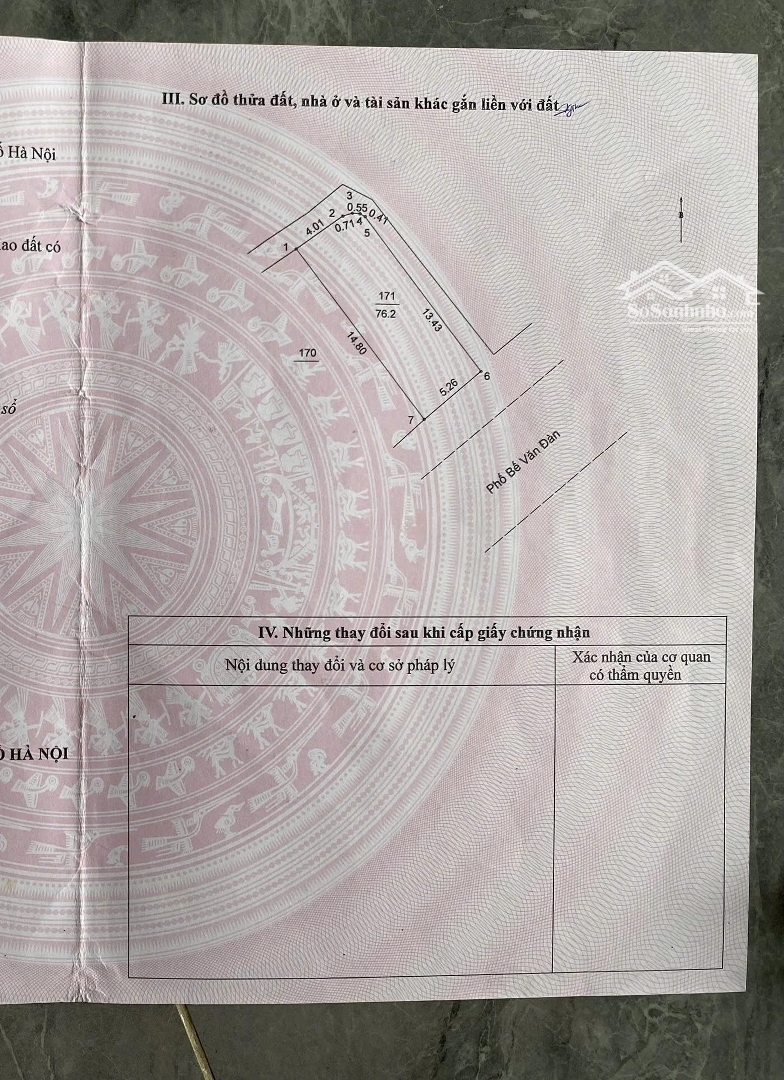 III. Sơ đồ thửa đất, nhà ở và tài sản khác gắn liền với đất
Hà Nội
ao đất có
số
HÀ NỘI
3
2
0.55
0.41
4.01
0.71
4
5
1
171
76.2
13.43
14.80
170
5.26
6
7
Phố Bế Văn Đàn
SoSanhnha.com
IV. Những thay đổi sau khi cấp giấy chứng nhận
Nội dung thay đổi và cơ sở pháp lý
Xác nhận của cơ quan
có thẩm quyền